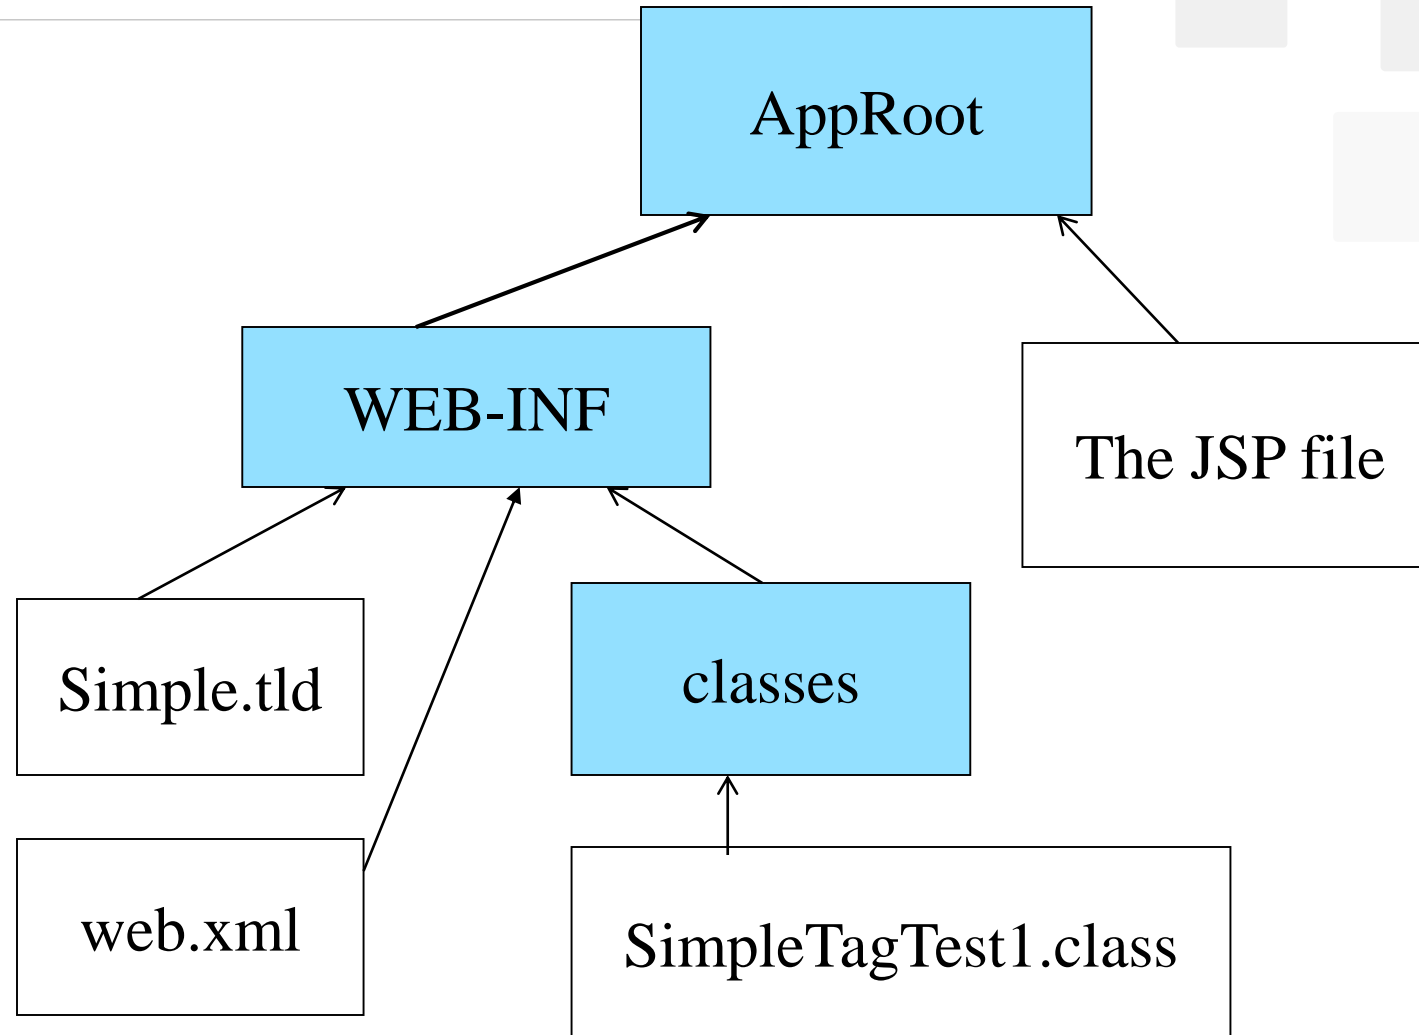 AppRoot
WEB-INF
The JSP file
Simple.tld
classes
web.xml
SimpleTagTest1.class